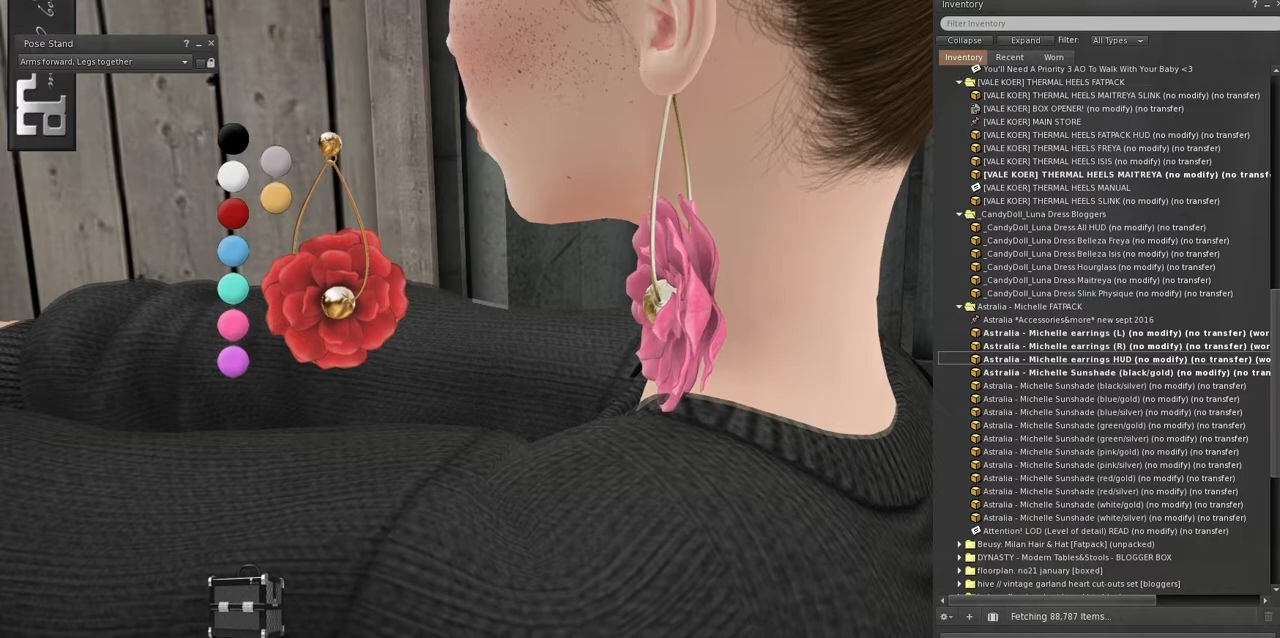 Pose Stand
Arms forward, Legs together
Inventory
Filter Inventory
Collapse Expand Filter: All Types
Inventory Recent Worn
You'll Need A Priority 3 AO To Walk With Your Baby <3
[VALE KOER] THERMAL HEELS FATPACK
[VALE KOER] THERMAL HEELS MAITREYA SLINK (no modify) (no transfer)
[VALE KOER] BOX OPENER! (no modify) (no transfer)
[VALE KOER] MAIN STORE
[VALE KOER] THERMAL HEELS FATPACK HUD (no modify) (no transfer)
[VALE KOER] THERMAL HEELS FREYA (no modify) (no transfer)
[VALE KOER] THERMAL HEELS ISIS (no modify) (no transfer)
[VALE KOER] THERMAL HEELS MAITREYA (no modify) (no transf
[VALE KOER] THERMAL HEELS MANUAL
[VALE KOER] THERMAL HEELS SLINK (no modify) (no transfer)
_CandyDoll_Luna Dress Bloggers
_CandyDoll_Luna Dress All HUD (no modify) (no transfer)
_CandyDoll_Luna Dress Belleza Freya (no modify) (no transfer)
_CandyDoll_Luna Dress Belleza Isis (no modify) (no transfer)
_CandyDoll_Luna Dress Hourglass (no modify) (no transfer)
_CandyDoll_Luna Dress Maitreya (no modify) (no transfer)
_CandyDoll_Luna Dress Slink Physique (no modify) (no transfer)
Astralia - Michelle FATPACK
Astralia *Accessories&more* new sept 2016
Astralia - Michelle earrings (L) (no modify) (no transfer) (wor
Astralia - Michelle earrings (R) (no modify) (no transfer) (wor
Astralia - Michelle earrings HUD (no modify) (no transfer) (wo
Astralia - Michelle Sunshade (black/gold) (no modify) (no tran
Astralia - Michelle Sunshade (black/silver) (no modify) (no transfer)
Astralia - Michelle Sunshade (blue/gold) (no modify) (no transfer)
Astralia - Michelle Sunshade (blue/silver) (no modify) (no transfer)
Astralia - Michelle Sunshade (green/gold) (no modify) (no transfer)
Astralia - Michelle Sunshade (green/silver) (no modify) (no transfer)
Astralia - Michelle Sunshade (pink/gold) (no modify) (no transfer)
Astralia - Michelle Sunshade (pink/silver) (no modify) (no transfer)
Astralia - Michelle Sunshade (red/gold) (no modify) (no transfer)
Astralia - Michelle Sunshade (red/silver) (no modify) (no transfer)
Astralia - Michelle Sunshade (white/gold) (no modify) (no transfer)
Astralia - Michelle Sunshade (white/silver) (no modify) (no transfer)
Attention! LOD (Level of detail) READ (no modify) (no transfer)
Beusy: Milan Hair & Hat [Fatpack] (unpacked)
DYNASTY - Modern Tables&Stools - BLOGGER BOX
floorplan. no21 january [boxed]
hive // vintage garland heart cut-outs set [bloggers]
Fetching 88,787 Items...